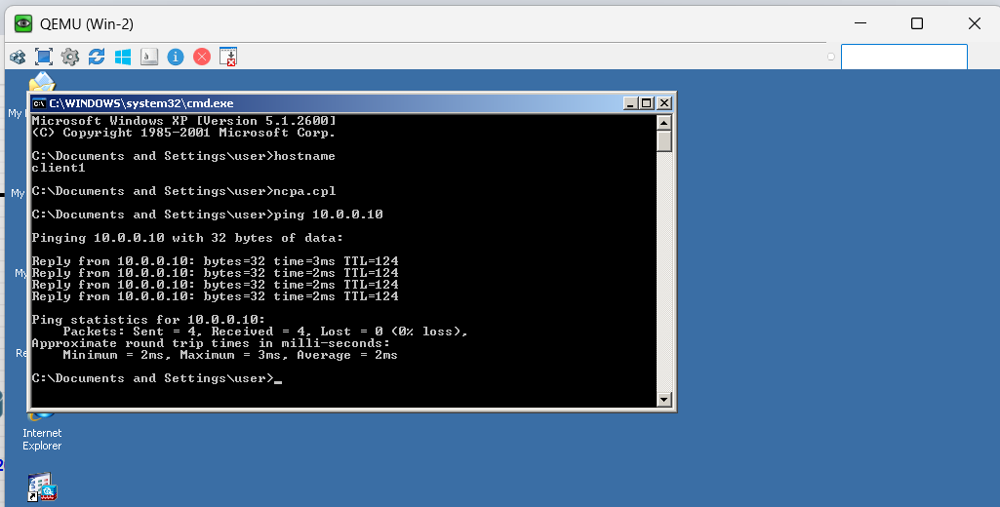 QEMU (Win-2)
C:\WINDOWS\system32\cmd.exe
Microsoft Windows XP [Version 5.1.2600]
(C) Copyright 1985-2001 Microsoft Corp.
C:\Documents and Settings\user>hostname
client1
C:\Documents and Settings\user>ncpa.cpl
C:\Documents and Settings\user>ping 10.0.0.10
Pinging 10.0.0.10 with 32 bytes of data:
Reply from 10.0.0.10: bytes=32 time=3ms TTL=124
Reply from 10.0.0.10: bytes=32 time=2ms TTL=124
Reply from 10.0.0.10: bytes=32 time=2ms TTL=124
Reply from 10.0.0.10: bytes=32 time=2ms TTL=124
Ping statistics for 10.0.0.10:
Packets: Sent = 4, Received = 4, Lost = 0 (0% loss),
Approximate round trip times in milli-seconds:
Minimum = 2ms, Maximum = 3ms, Average = 2ms
C:\Documents and Settings\user>_
My
My
My
Internet
Explorer